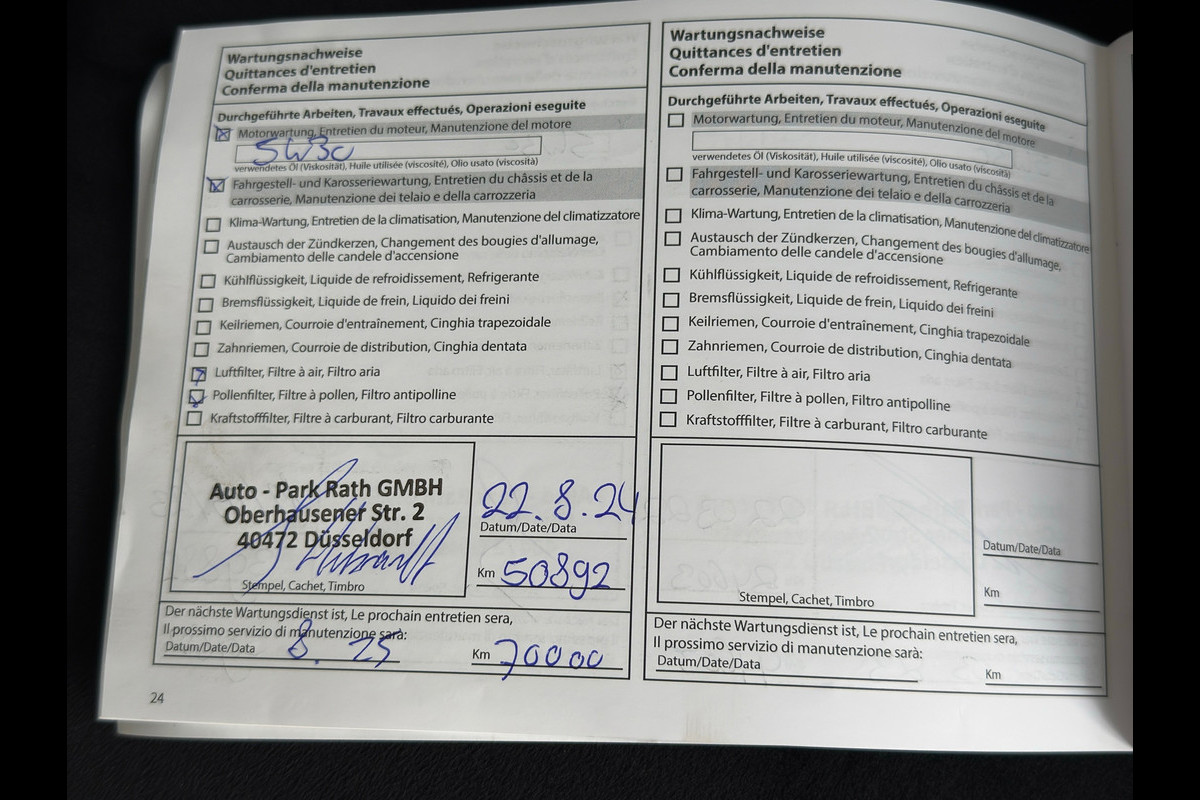 Wartungsnachweise
Quittances d'entretien
Conferma della manutenzione
Durchgeführte Arbeiten, Travaux effectués, Operazioni eseguite
Motorwartung, Entretien du moteur, Manutenzione del motore
5W30
verwendetes Öl (Viskosität), Huile utilisée (viscosité), Olio usato (viscosità)
Fahrgestell- und Karosseriewartung, Entretien du châssis et de la
carrosserie, Manutenzione dei telaio e della carrozzeria
Klima-Wartung, Entretien de la climatisation, Manutenzione del climatizzatore
Austausch der Zündkerzen, Changement des bougies d'allumage,
Cambiamento delle candele d'accensione
Kühlflüssigkeit, Liquide de refroidissement, Refrigerante
Bremsflüssigkeit, Liquide de frein, Liquido dei freini
Keilriemen, Courroie d'entraînement, Cinghia trapezoidale
Zahnriemen, Courroie de distribution, Cinghia dentata
Luftfilter, Filtre à air, Filtro aria
Pollenfilter, Filtre à pollen, Filtro antipolline
Kraftstofffilter, Filtre à carburant, Filtro carburante
Auto - Park Rath GMBH
Oberhausener Str. 2
40472 Düsseldorf
Stempel, Cachet, Timbro
22.8.24
Datum/Date/Data
Km 50892
Der nächste Wartungsdienst ist, Le prochain entretien sera,
Il prossimo servizio di manutenzione sarà:
Datum/Date/Data 8. 25
Km 70000
24
Wartungsnachweise
Quittances d'entretien
Conferma della manutenzione
Durchgeführte Arbeiten, Travaux effectués, Operazioni eseguite
Motorwartung, Entretien du moteur, Manutenzione del motore
verwendetes Öl (Viskosität), Huile utilisée (viscosité), Olio usato (viscosità)
Fahrgestell- und Karosseriewartung, Entretien du châssis et de la
carrosserie, Manutenzione dei telaio e della carrozzeria
Klima-Wartung, Entretien de la climatisation, Manutenzione del climatizzatore
Austausch der Zündkerzen, Changement des bougies d'allumage,
Cambiamento delle candele d'accensione
Kühlflüssigkeit, Liquide de refroidissement, Refrigerante
Bremsflüssigkeit, Liquide de frein, Liquido dei freini
Keilriemen, Courroie d'entraînement, Cinghia trapezoidale
Zahnriemen, Courroie de distribution, Cinghia dentata
Luftfilter, Filtre à air, Filtro aria
Pollenfilter, Filtre à pollen, Filtro antipolline
Kraftstofffilter, Filtre à carburant, Filtro carburante
Stempel, Cachet, Timbro
Datum/Date/Data
Km
Der nächste Wartungsdienst ist, Le prochain entretien sera,
Il prossimo servizio di manutenzione sarà:
Datum/Date/Data
Km